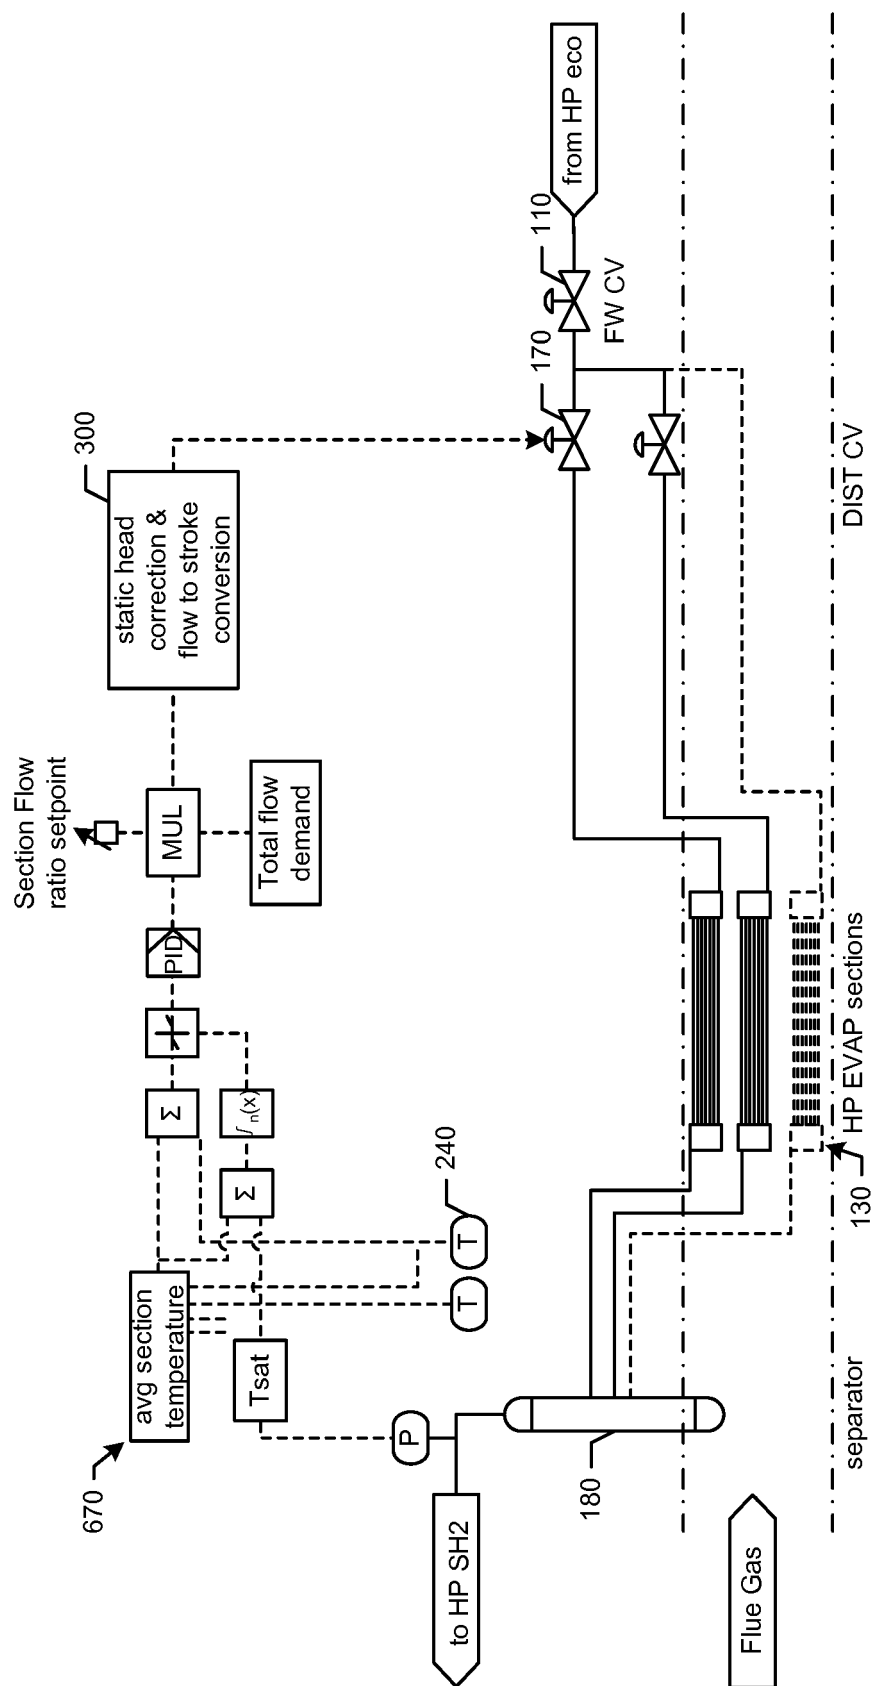 Section Flow
ratio setpoint
300
static head
correction &
flow to stroke
conversion
MUL
Total flow
demand
PID
Σ
∫n(x)
Σ
avg section
temperature
670
Tsat
T
T
240
P
to HP SH2
from HP eco
110
FW CV
170
DIST CV
HP EVAP sections
130
180
separator
Flue Gas